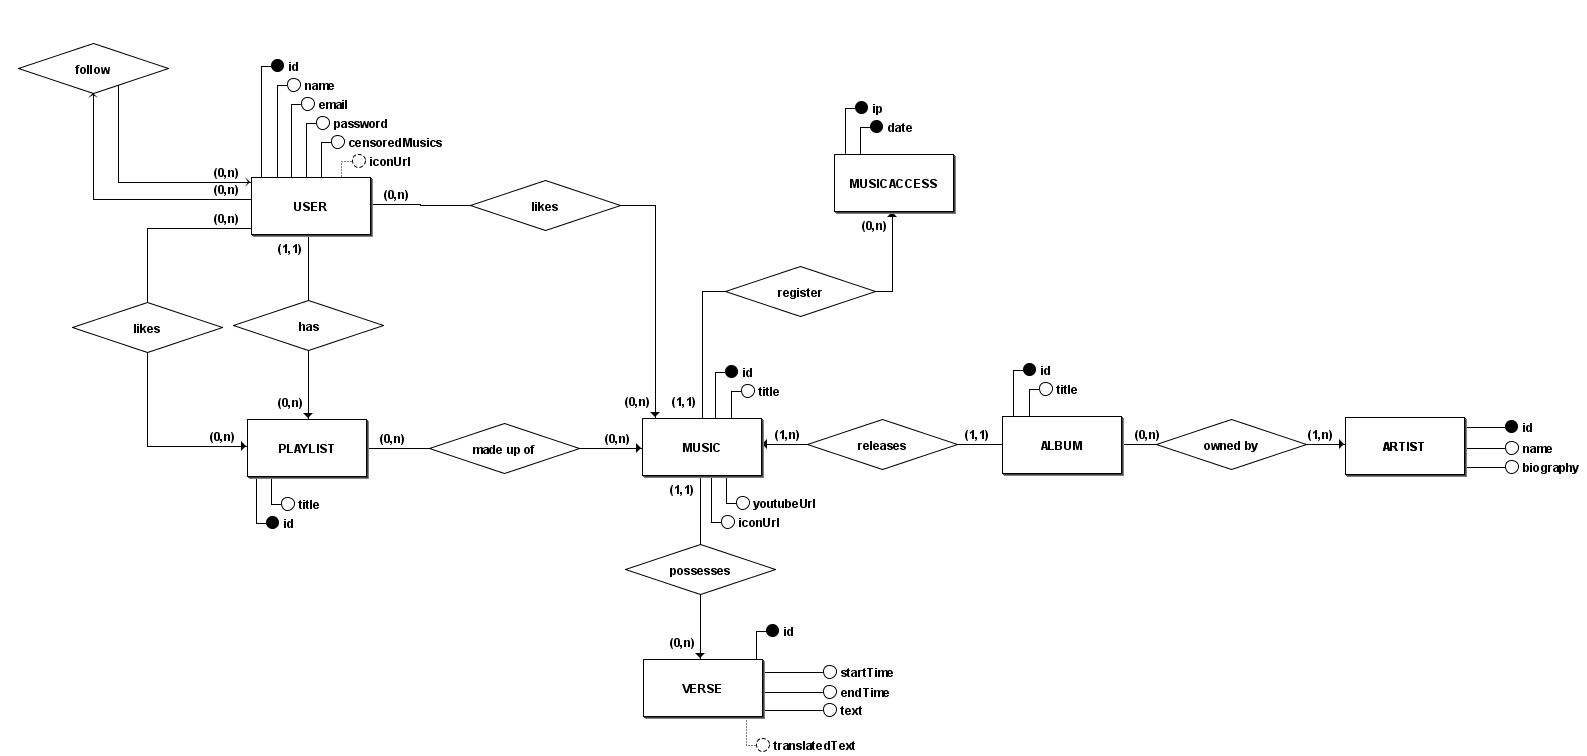 follow
id
name
email
password
censoredMusics
iconUrl
(0,n)
(0,n)
(0,n)
USER
(0,n)
likes
(1,1)
ip
date
MUSICACCESS
(0,n)
register
likes
has
(0,n)
(0,n)
PLAYLIST
title
id
(0,n)
made up of
(0,n)
(0,n)
(1,1)
id
title
MUSIC
(1,n)
releases
(1,1)
id
title
ALBUM
(0,n)
owned by
(1,n)
ARTIST
id
name
biography
(1,1)
youtubeUrl
iconUrl
possesses
(0,n)
id
VERSE
startTime
endTime
text
translatedText